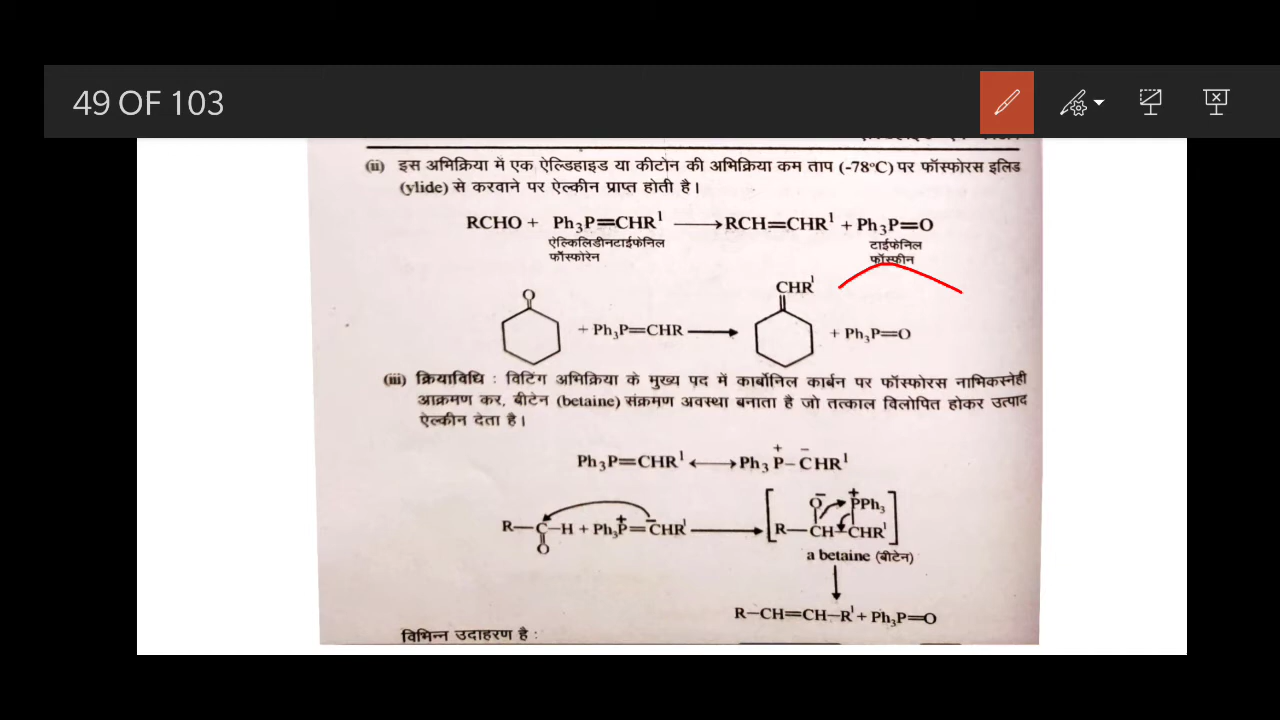 49 OF 103
(ii) इस अभिक्रिया में एक ऐल्डिहाइड या कीटोन की अभिक्रिया कम ताप (-78°C) पर फॉस्फोरस इलिड
(ylide) से करवाने पर ऐल्कीन प्राप्त होती है।
RCHO + Ph₃P=CHR¹ ⟶ RCH=CHR¹ + Ph₃P=O
ऐल्किलिडीनटाईफेनिल टाईफेनिल
फॉस्फोरेन फॉस्फीन
O CHR¹
+ Ph₃P=CHR ⟶ + Ph₃P=O
(iii) क्रियाविधि : विटिंग अभिक्रिया के मुख्य पद में कार्बोनिल कार्बन पर फॉस्फोरस नाभिकस्नेही
आक्रमण कर, बीटेन (betaine) संक्रमण अवस्था बनाता है जो तत्काल विलोपित होकर उत्पाद
ऐल्कीन देता है।
+ −
Ph₃P=CHR¹ ⟷ Ph₃P–CHR¹
O⁻ +PPh₃
R–C–H + Ph₃P=CHR¹ ⟶ [R–CH–CHR¹]
O
a betaine (बीटेन)
R–CH=CH–R¹ + Ph₃P=O
विभिन्न उदाहरण है :